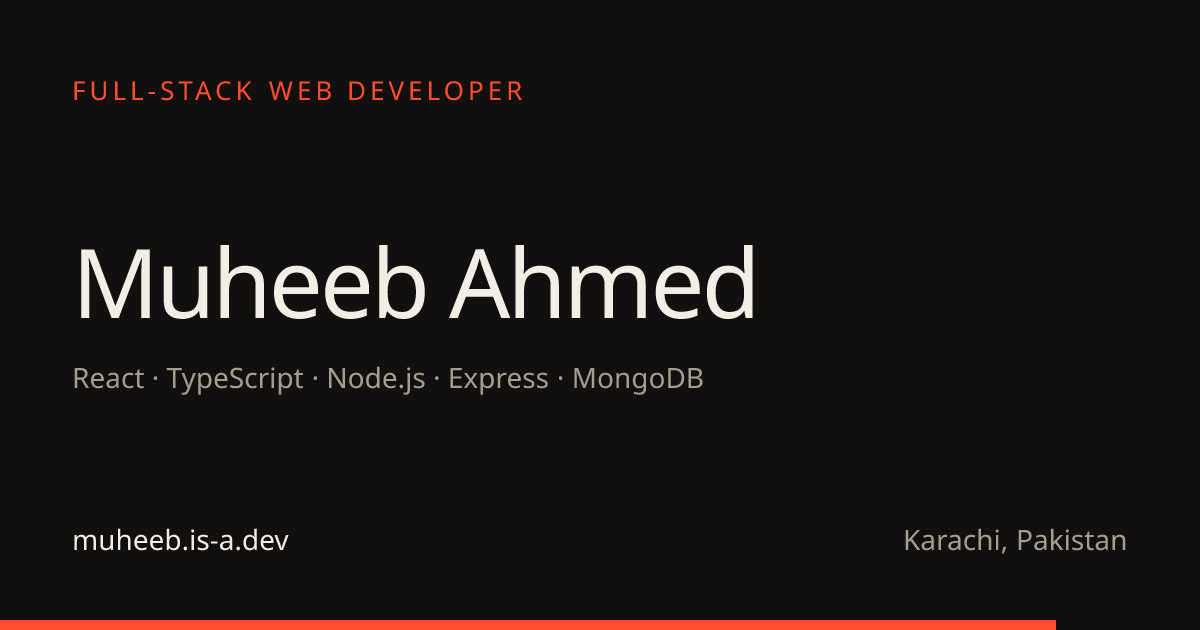 FULL-STACK WEB DEVELOPER
Muheeb Ahmed
React · TypeScript · Node.js · Express · MongoDB
muheeb.is-a.dev
Karachi, Pakistan